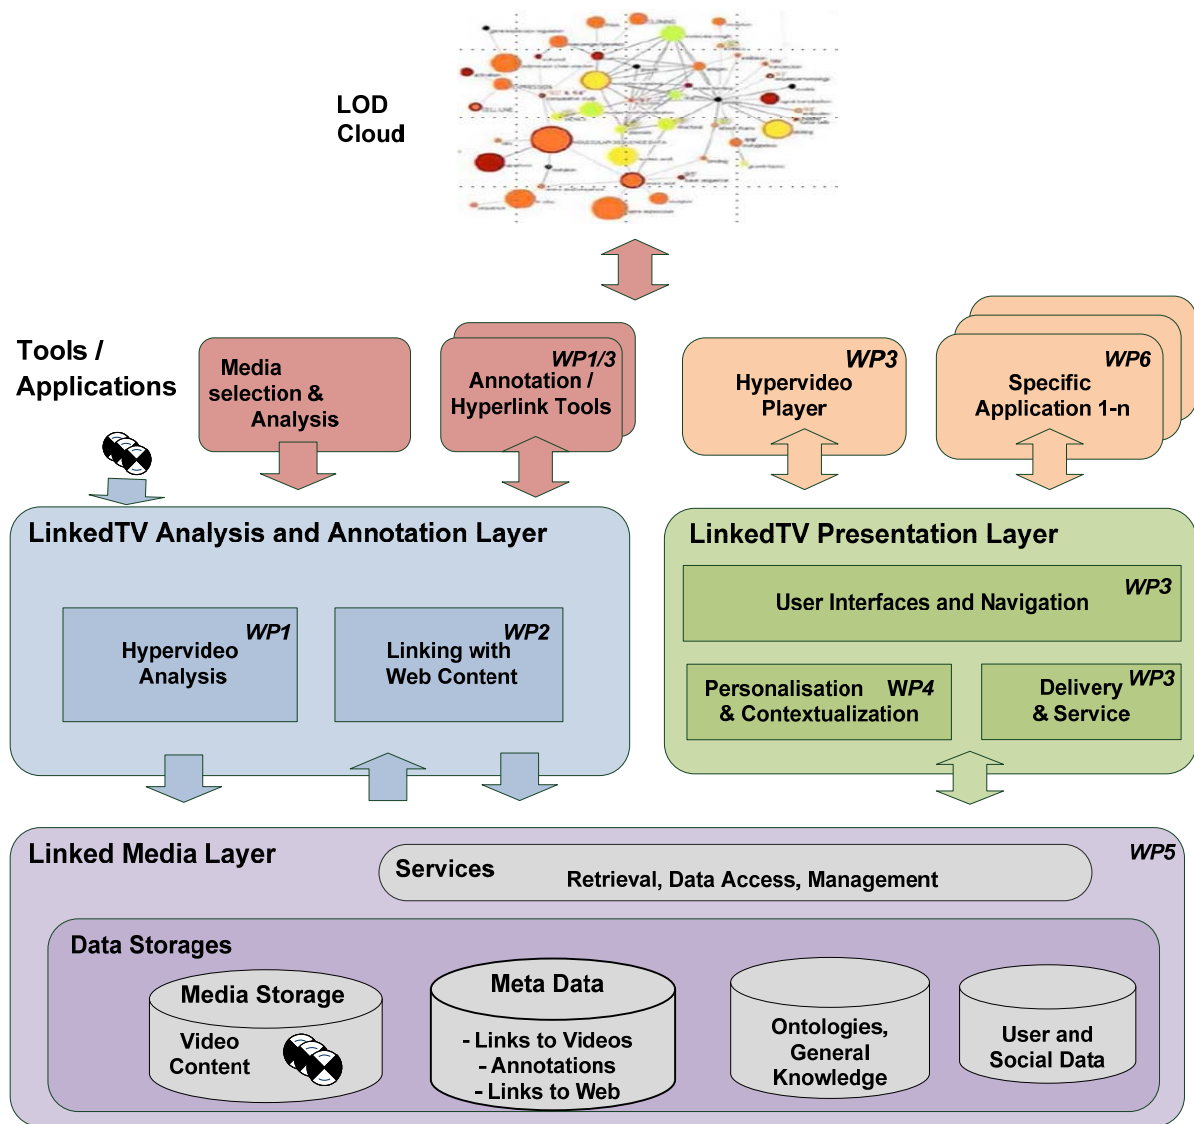 LOD
Cloud
Tools /
Applications
Media
selection &
Analysis
WP1/3
Annotation /
Hyperlink Tools
WP3
Hypervideo
Player
WP6
Specific
Application 1-n
LinkedTV Analysis and Annotation Layer
WP1
Hypervideo
Analysis
WP2
Linking with
Web Content
LinkedTV Presentation Layer
WP3
User Interfaces and Navigation
Personalisation WP4
& Contextualization
WP3
Delivery
& Service
Linked Media Layer
WP5
Services
Retrieval, Data Access, Management
Data Storages
Media Storage
Video
Content
Meta Data
- Links to Videos
- Annotations
- Links to Web
Ontologies,
General
Knowledge
User and
Social Data